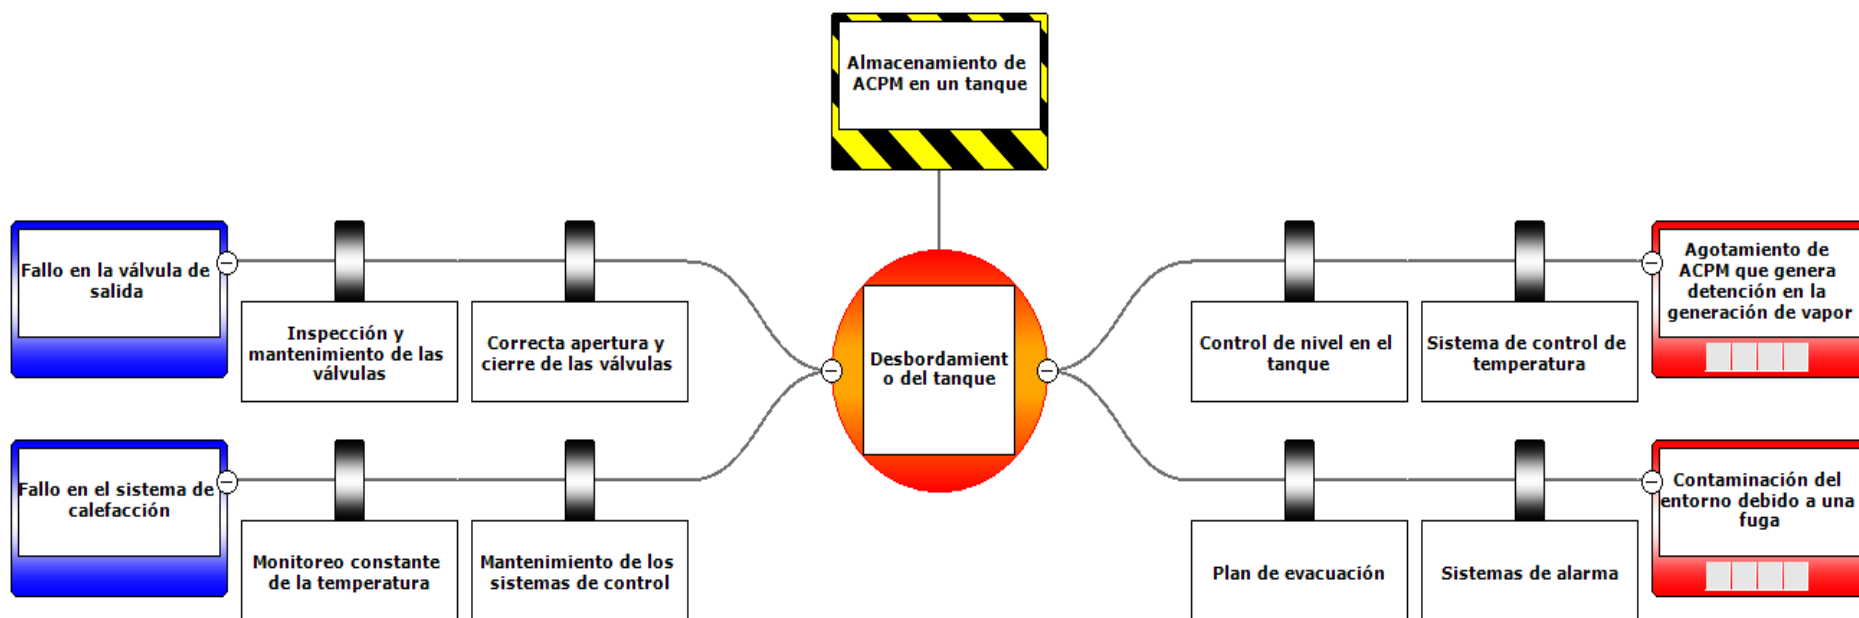 Almacenamiento de
ACPM en un tanque
Fallo en la válvula de
salida
Inspección y
mantenimiento de las
válvulas
Correcta apertura y
cierre de las válvulas
Desbordamient
o del tanque
Control de nivel en el
tanque
Sistema de control de
temperatura
Agotamiento de
ACPM que genera
detención en la
generación de vapor
Fallo en el sistema de
calefacción
Monitoreo constante
de la temperatura
Mantenimiento de los
sistemas de control
Plan de evacuación
Sistemas de alarma
Contaminación del
entorno debido a una
fuga